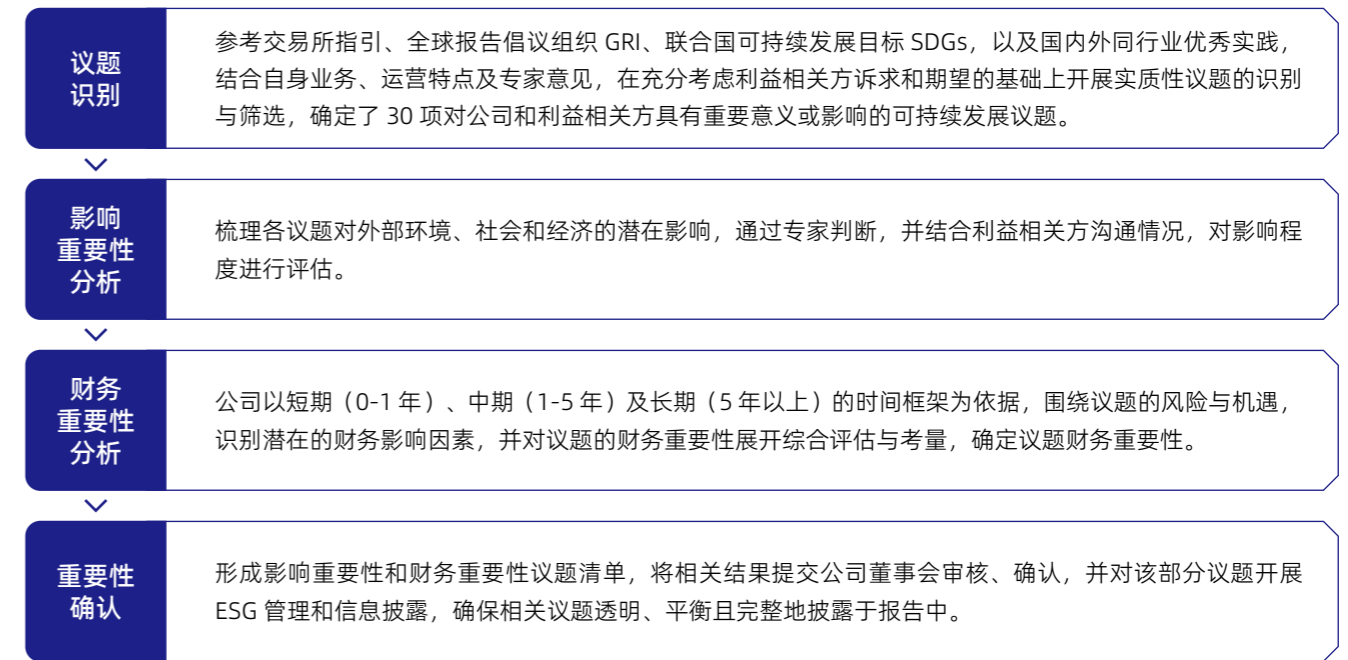 议题
识别
参考交易所指引、全球报告倡议组织 GRI、联合国可持续发展目标 SDGs，以及国内外同行业优秀实践，
结合自身业务、运营特点及专家意见，在充分考虑利益相关方诉求和期望的基础上开展实质性议题的识别
与筛选，确定了 30 项对公司和利益相关方具有重要意义或影响的可持续发展议题。
影响
重要性
分析
梳理各议题对外部环境、社会和经济的潜在影响，通过专家判断，并结合利益相关方沟通情况，对影响程
度进行评估。
财务
重要性
分析
公司以短期（0-1 年）、中期（1-5 年）及长期（5 年以上）的时间框架为依据，围绕议题的风险与机遇，
识别潜在的财务影响因素，并对议题的财务重要性展开综合评估与考量，确定议题财务重要性。
重要性
确认
形成影响重要性和财务重要性议题清单，将相关结果提交公司董事会审核、确认，并对该部分议题开展
ESG 管理和信息披露，确保相关议题透明、平衡且完整地披露于报告中。